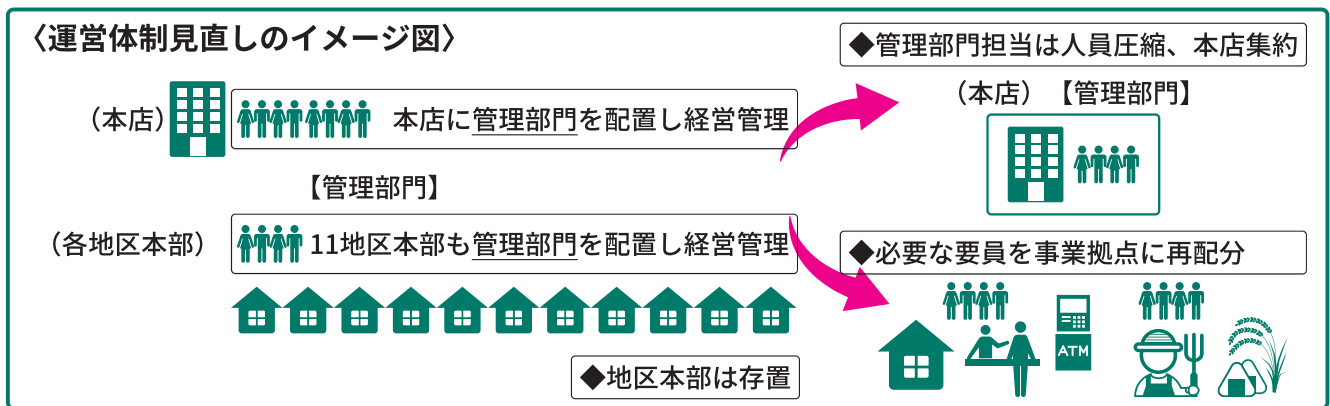 〈運営体制見直しのイメージ図〉
(本店)
本店に管理部門を配置し経営管理
【管理部門】
(各地区本部)
11地区本部も管理部門を配置し経営管理
◆地区本部は存置
◆管理部門担当は人員圧縮、本店集約
(本店)【管理部門】
◆必要な要員を事業拠点に再配分
ATM